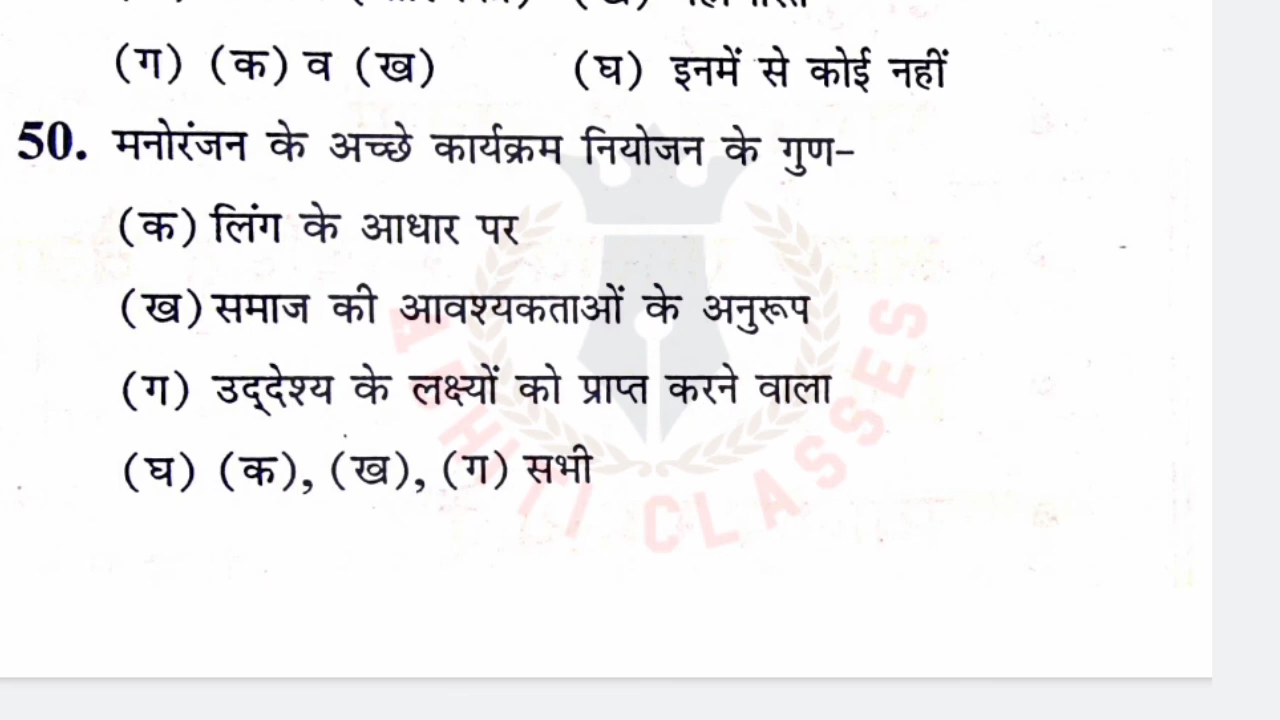 (ग) (क) व (ख) (घ) इनमें से कोई नहीं
50. मनोरंजन के अच्छे कार्यक्रम नियोजन के गुण-
(क) लिंग के आधार पर
(ख) समाज की आवश्यकताओं के अनुरूप
(ग) उद्देश्य के लक्ष्यों को प्राप्त करने वाला
(घ) (क), (ख), (ग) सभी
CLASSES